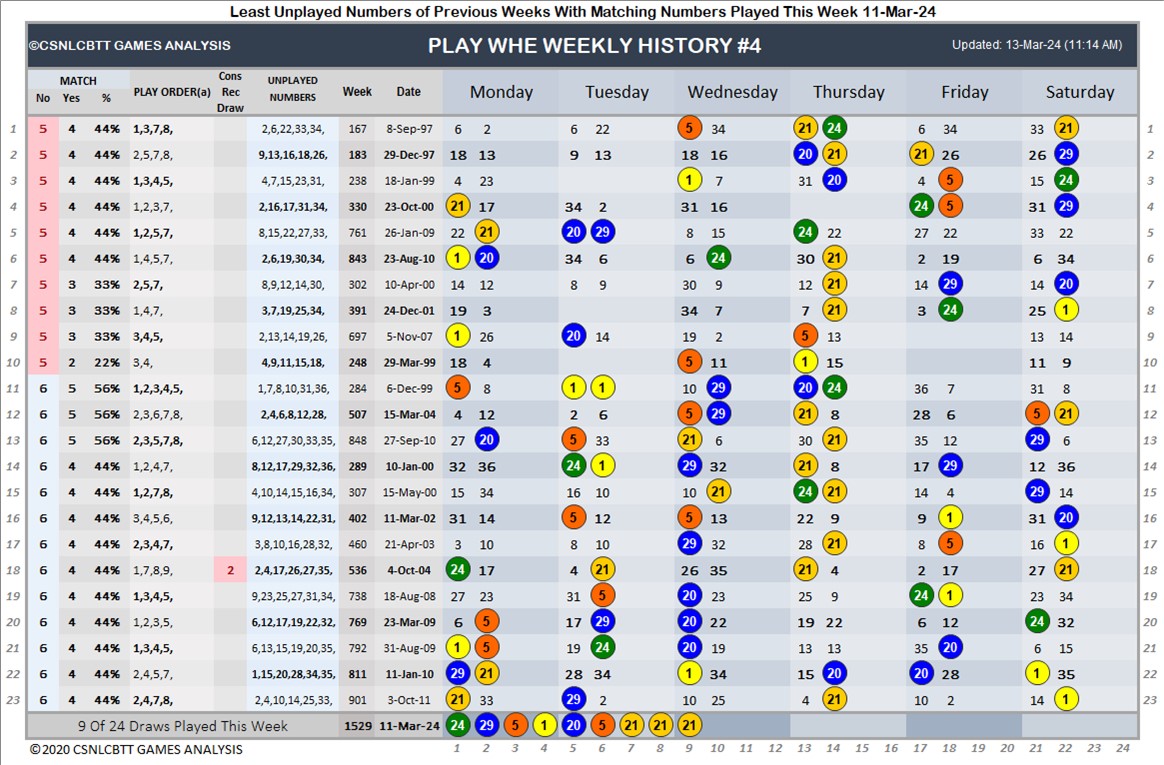 Least Unplayed Numbers of Previous Weeks With Matching Numbers Played This Week 11-Mar-24
©CSNLCBTT GAMES ANALYSIS PLAY WHE WEEKLY HISTORY #4 Updated: 13-Mar-24 (11:14 AM)
MATCH PLAY ORDER(a) Cons Rec Draw UNPLAYED NUMBERS Week Date Monday Tuesday Wednesday Thursday Friday Saturday
No Yes %
1 5 4 44% 1,3,7,8, 2,6,22,33,34, 167 8-Sep-97 6 2 6 22 5 34 21 24 6 34 33 21 1
2 5 4 44% 2,5,7,8, 9,13,16,18,26, 183 29-Dec-97 18 13 9 13 18 16 20 21 21 26 26 29 2
3 5 4 44% 1,3,4,5, 4,7,15,23,31, 238 18-Jan-99 4 23 1 7 31 20 4 5 15 24 3
4 5 4 44% 1,2,3,7, 2,16,17,31,34, 330 23-Oct-00 21 17 34 2 31 16 24 5 31 29 4
5 5 4 44% 1,2,5,7, 8,15,22,27,33, 761 26-Jan-09 22 21 20 29 8 15 24 22 27 22 33 22 5
6 5 4 44% 1,4,5,7, 2,6,19,30,34, 843 23-Aug-10 1 20 34 6 6 24 30 21 2 19 6 34 6
7 5 3 33% 2,5,7, 8,9,12,14,30, 302 10-Apr-00 14 12 8 9 30 9 12 21 14 29 14 20 7
8 5 3 33% 1,4,7, 3,7,19,25,34, 391 24-Dec-01 19 3 34 7 7 21 3 24 25 1 8
9 5 3 33% 3,4,5, 2,13,14,19,26, 697 5-Nov-07 1 26 20 14 19 2 5 13 13 14 9
10 5 2 22% 3,4, 4,9,11,15,18, 248 29-Mar-99 18 4 5 11 1 15 11 9 10
11 6 5 56% 1,2,3,4,5, 1,7,8,10,31,36, 284 6-Dec-99 5 8 1 1 10 29 20 24 36 7 31 8 11
12 6 5 56% 2,3,6,7,8, 2,4,6,8,12,28, 507 15-Mar-04 4 12 2 6 5 29 21 8 28 6 5 21 12
13 6 5 56% 2,3,5,7,8, 6,12,27,30,33,35, 848 27-Sep-10 27 20 5 33 21 6 30 21 35 12 29 6 13
14 6 4 44% 1,2,4,7, 8,12,17,29,32,36, 289 10-Jan-00 32 36 24 1 29 32 21 8 17 29 12 36 14
15 6 4 44% 1,2,7,8, 4,10,14,15,16,34, 307 15-May-00 15 34 16 10 10 21 24 21 14 4 29 14 15
16 6 4 44% 3,4,5,6, 9,12,13,14,22,31, 402 11-Mar-02 31 14 5 12 5 13 22 9 9 1 31 20 16
17 6 4 44% 2,3,4,7, 3,8,10,16,28,32, 460 21-Apr-03 3 10 8 10 29 32 28 21 8 5 16 1 17
18 6 4 44% 1,7,8,9, 2 2,4,17,26,27,35, 536 4-Oct-04 24 17 4 21 26 35 21 4 2 17 27 21 18
19 6 4 44% 1,3,4,5, 9,23,25,27,31,34, 738 18-Aug-08 27 23 31 5 20 23 25 9 24 1 23 34 19
20 6 4 44% 1,2,3,5, 6,12,17,19,22,32, 769 23-Mar-09 6 5 17 29 20 22 19 22 6 12 24 32 20
21 6 4 44% 1,3,4,5, 6,13,15,19,20,35, 792 31-Aug-09 1 5 19 24 20 19 13 13 35 20 6 15 21
22 6 4 44% 2,4,5,7, 1,15,20,28,34,35, 811 11-Jan-10 29 21 28 34 1 34 15 20 20 28 1 35 22
23 6 4 44% 2,4,7,8, 2,4,10,14,25,33, 901 3-Oct-11 21 33 29 2 10 25 4 21 10 2 14 1 23
9 Of 24 Draws Played This Week 1529 11-Mar-24 24 29 5 1 20 5 21 21 21
© 2020 CSNLCBTT GAMES ANALYSIS 1 2 3 4 5 6 7 8 9 10 11 12 13 14 15 16 17 18 19 20 21 22 23 24